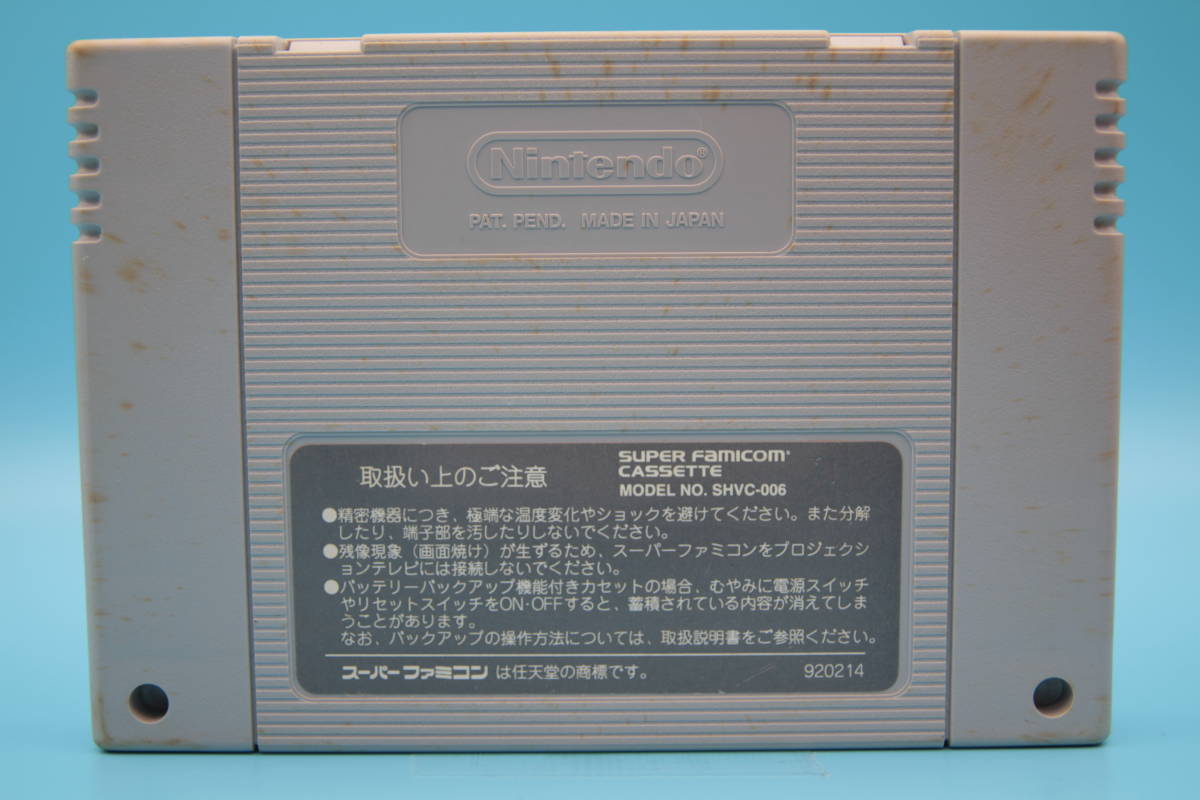 Nintendo®
PAT. PEND. MADE IN JAPAN
取扱い上のご注意
SUPER FAMICOM
CASSETTE
MODEL NO. SHVC-006
●精密機器につき、極端な温度変化やショックを避けてください。また分解
したり、端子部を汚したりしないでください。
●残像現象（画面焼け）が生ずるため、スーパーファミコンをプロジェクシ
ョンテレビには接続しないでください。
●バッテリーバックアップ機能付きカセットの場合、むやみに電源スイッチ
やリセットスイッチをON·OFFすると、蓄積されている内容が消えてしま
うことがあります。
なお、バックアップの操作方法については、取扱説明書をご参照ください。
スーパーファミコンは任天堂の商標です。
920214